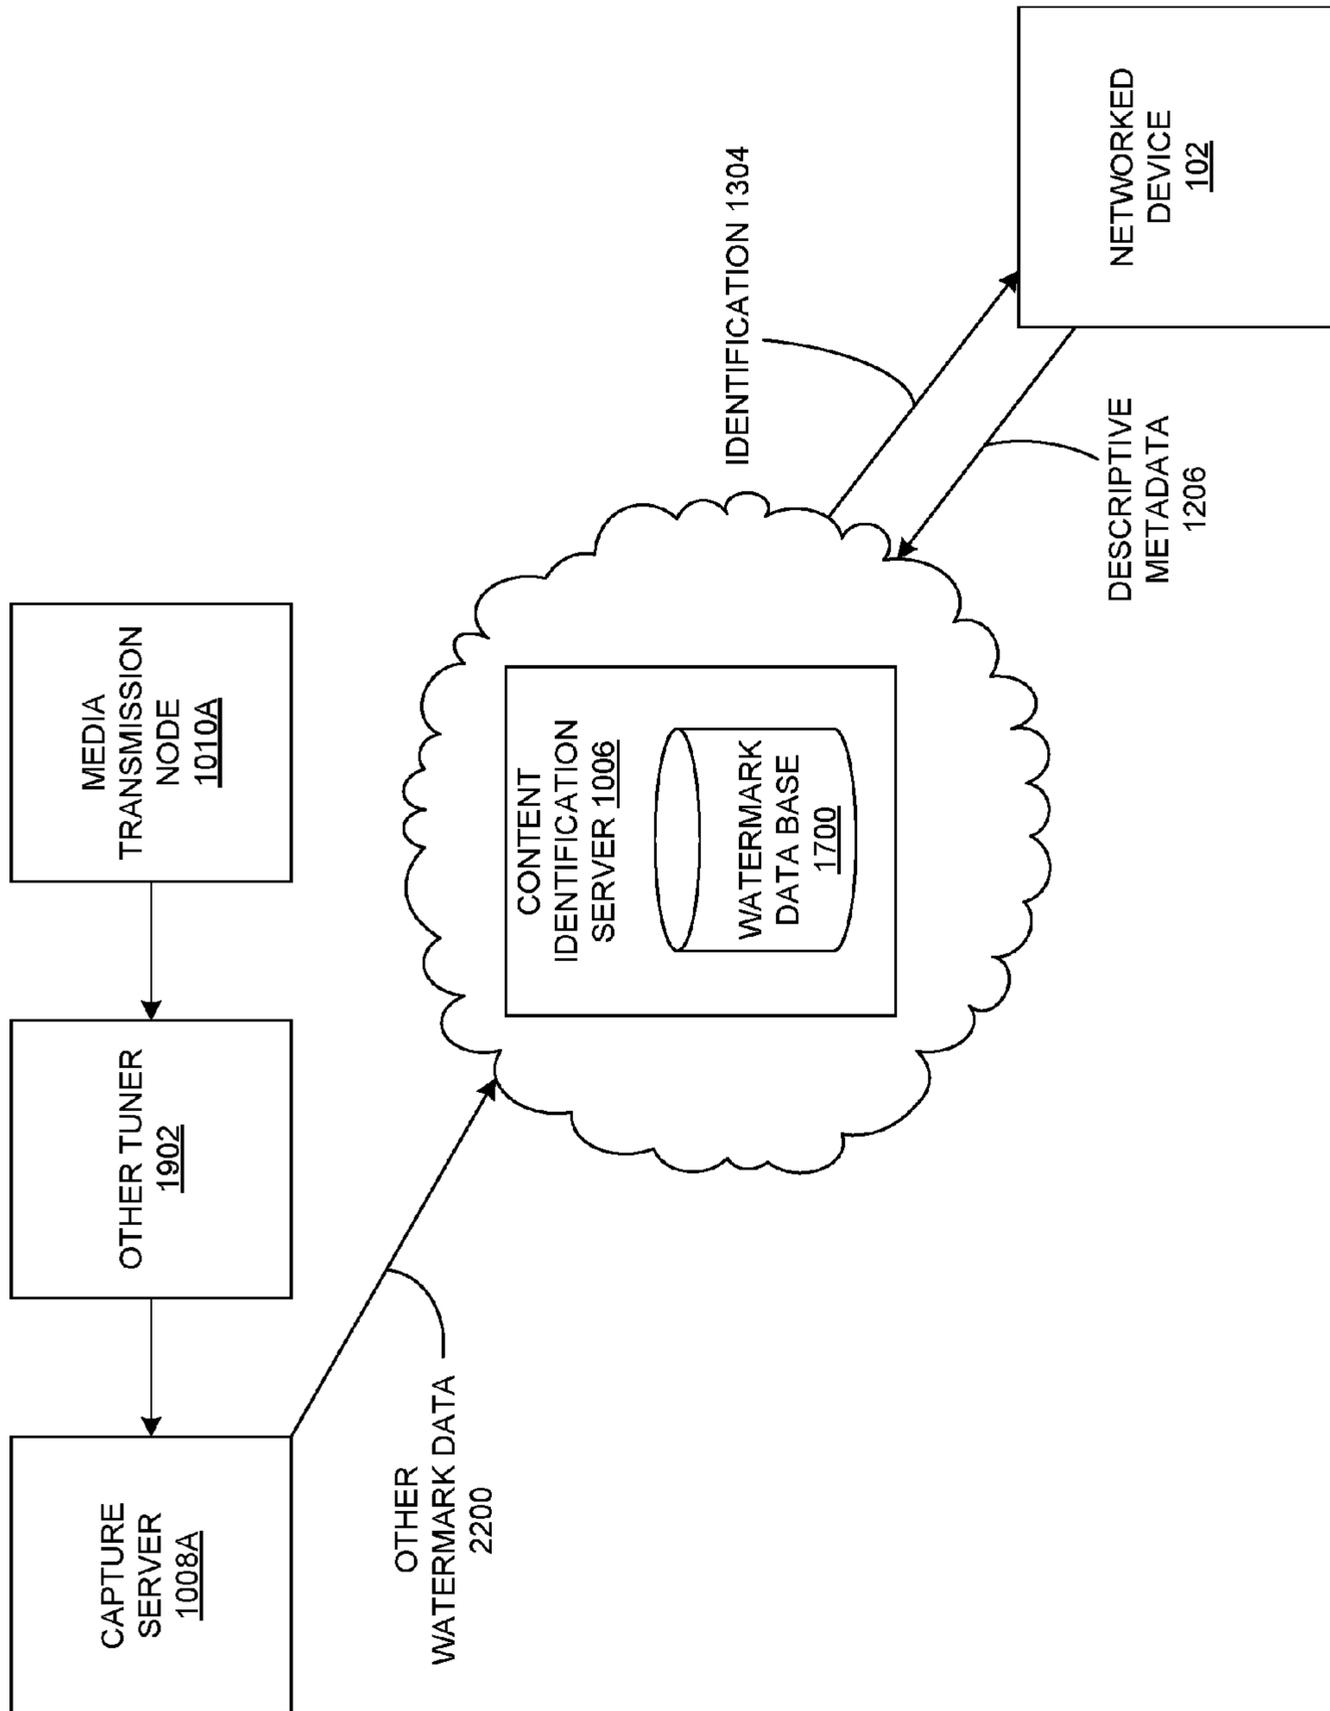 CAPTURE
SERVER
1008A
OTHER TUNER
1902
MEDIA
TRANSMISSION
NODE
1010A
OTHER
WATERMARK DATA
2200
CONTENT
IDENTIFICATION
SERVER 1006
WATERMARK
DATA BASE
1700
IDENTIFICATION 1304
DESCRIPTIVE
METADATA
1206
NETWORKED
DEVICE
102